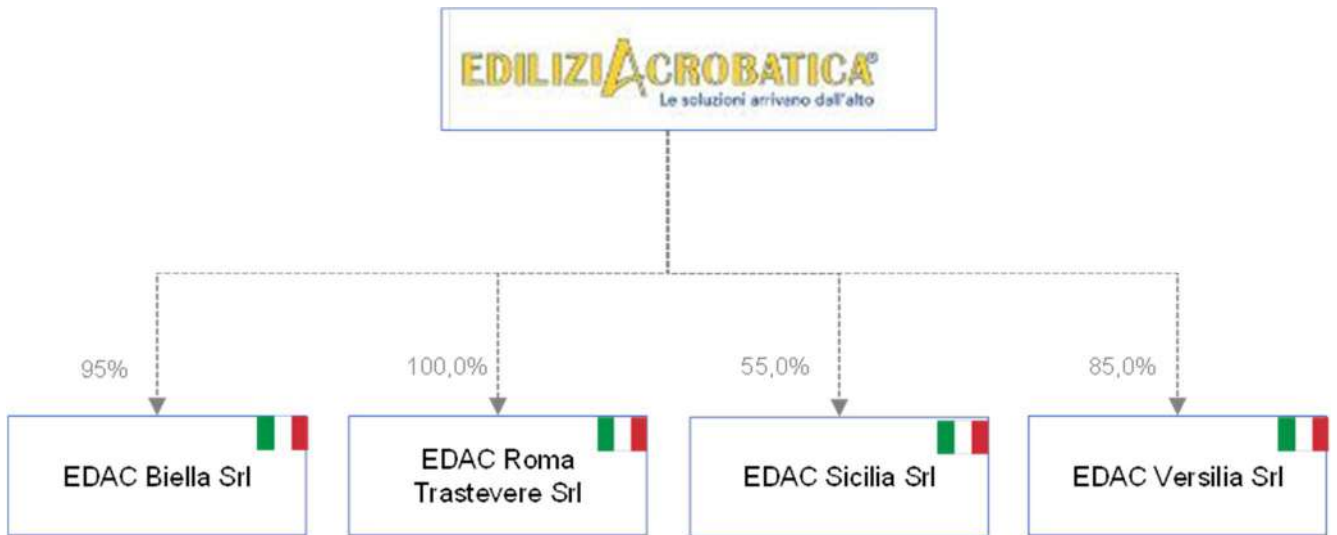 EDILIZIACROBATICA®
Le soluzioni arrivano dall'alto
95%
100,0%
55,0%
85,0%
EDAC Biella Srl
EDAC Roma
Trastevere Srl
EDAC Sicilia Srl
EDAC Versilia Srl